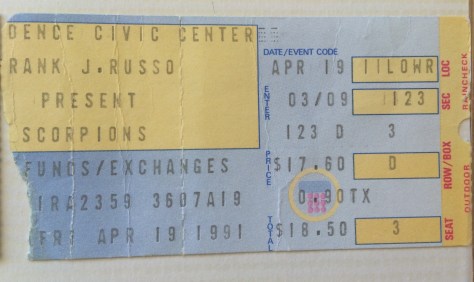 DENCE CIVIC CENTER
RANK J.RUSSO
PRESENT
SCORPIONS
FUNDS/EXCHANGES
IRA2359 3607A19
FRI APR 19 1991
DATE/EVENT CODE
APR 19 11LOWR LOC
ENTER 03/09 123 SEC
123 D 3
PRICE $17.60 D ROW/BOX
0.90TX
TOTAL $18.50 3 SEAT
OUTDOOR RAINCHECK